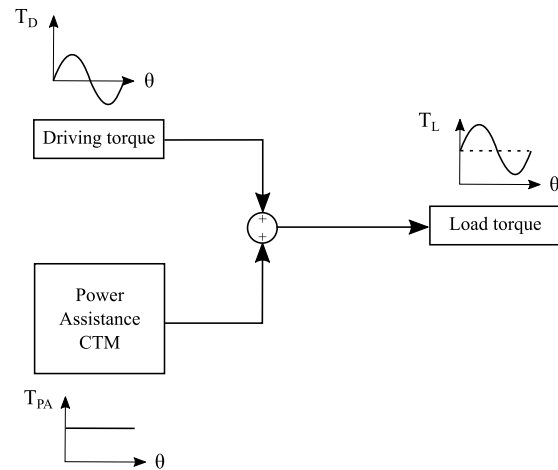 T_D
θ
Driving torque
T_L
θ
Load torque
+
+
Power
Assistance
CTM
T_PA
θ